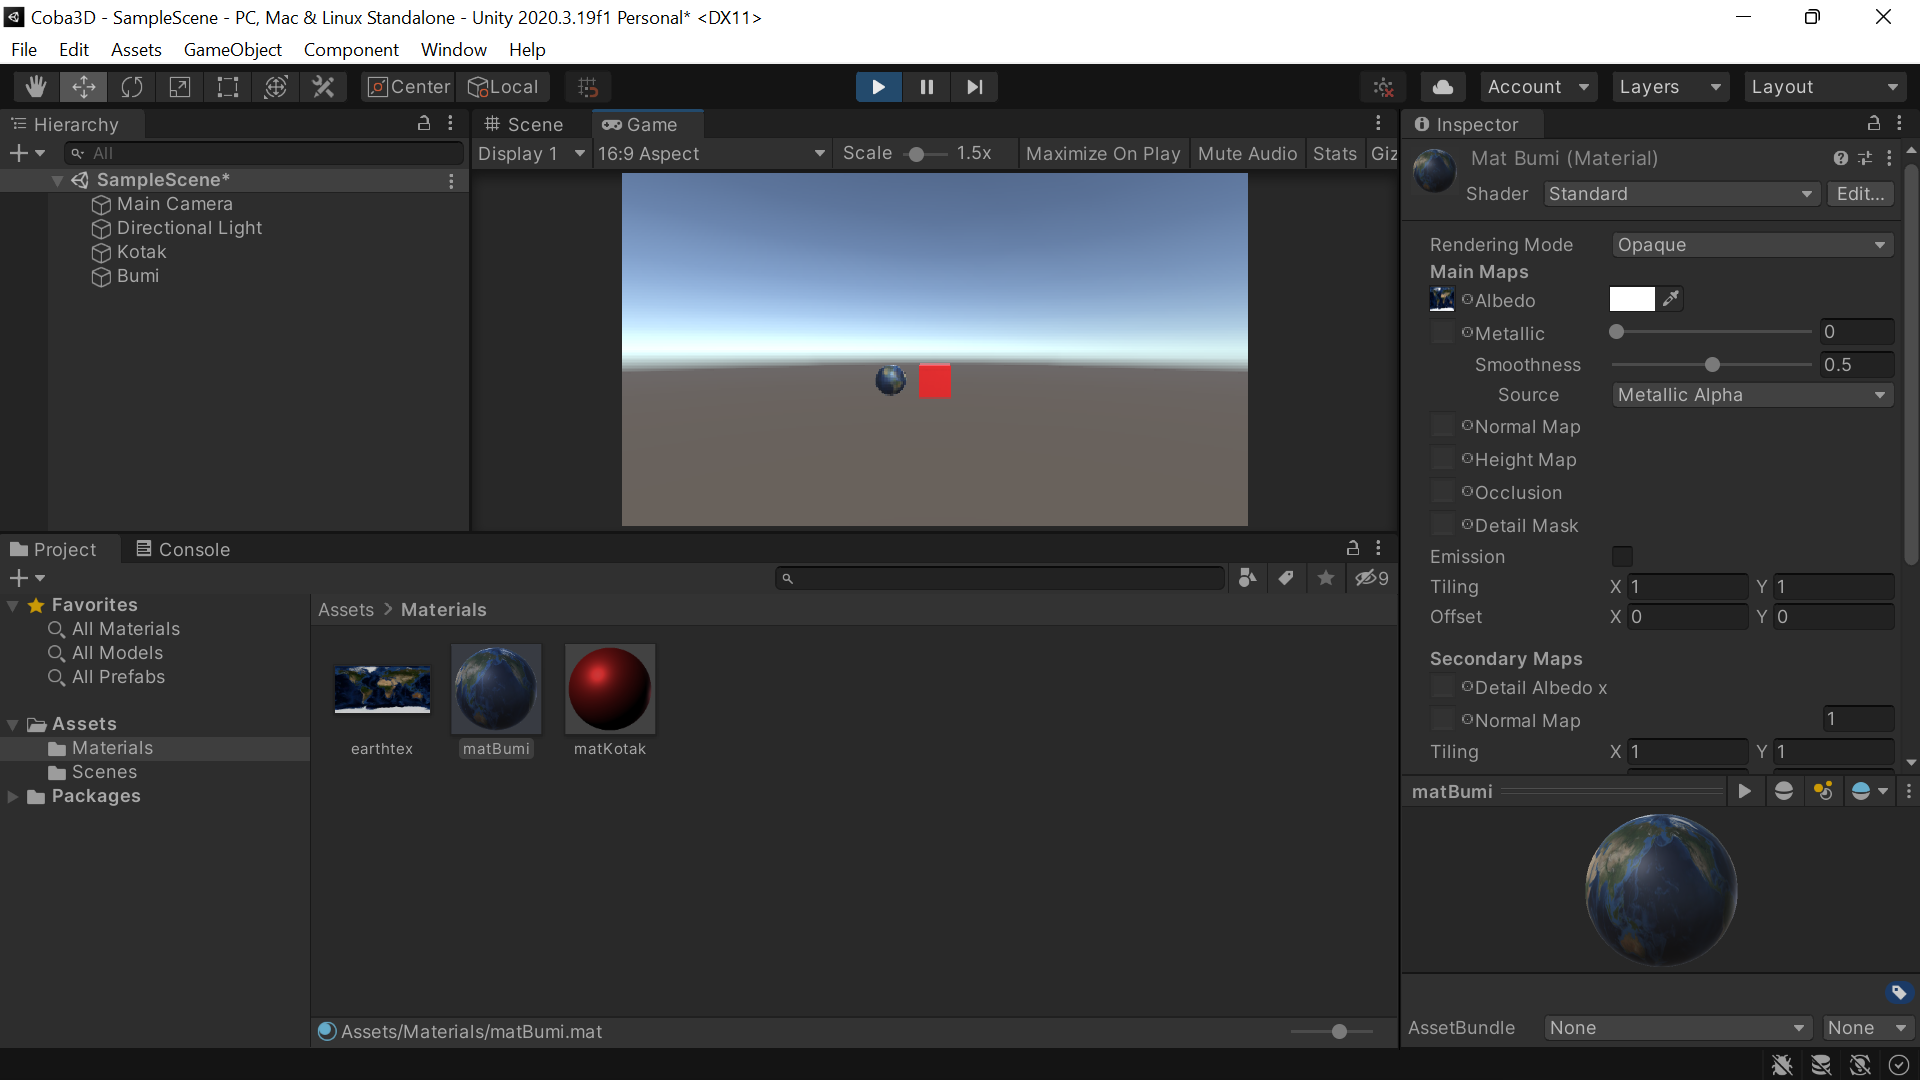 Coba3D - SampleScene - PC, Mac & Linux Standalone - Unity 2020.3.19f1 Personal* <DX11>
File Edit Assets GameObject Component Window Help
Center Local Account Layers Layout
Hierarchy
All
SampleScene*
Main Camera
Directional Light
Kotak
Bumi
Scene Game
Display 1 16:9 Aspect Scale 1.5x Maximize On Play Mute Audio Stats Giz
Inspector
Mat Bumi (Material)
Shader Standard Edit...
Rendering Mode Opaque
Main Maps
Albedo
Metallic 0
Smoothness 0.5
Source Metallic Alpha
Normal Map
Height Map
Occlusion
Detail Mask
Emission
Tiling X 1 Y 1
Offset X 0 Y 0
Secondary Maps
Detail Albedo x
Normal Map 1
Tiling X 1 Y 1
matBumi
AssetBundle None None
Project Console
9
Favorites
All Materials
All Models
All Prefabs
Assets
Materials
Scenes
Packages
Assets > Materials
earthtex matBumi matKotak
Assets/Materials/matBumi.mat